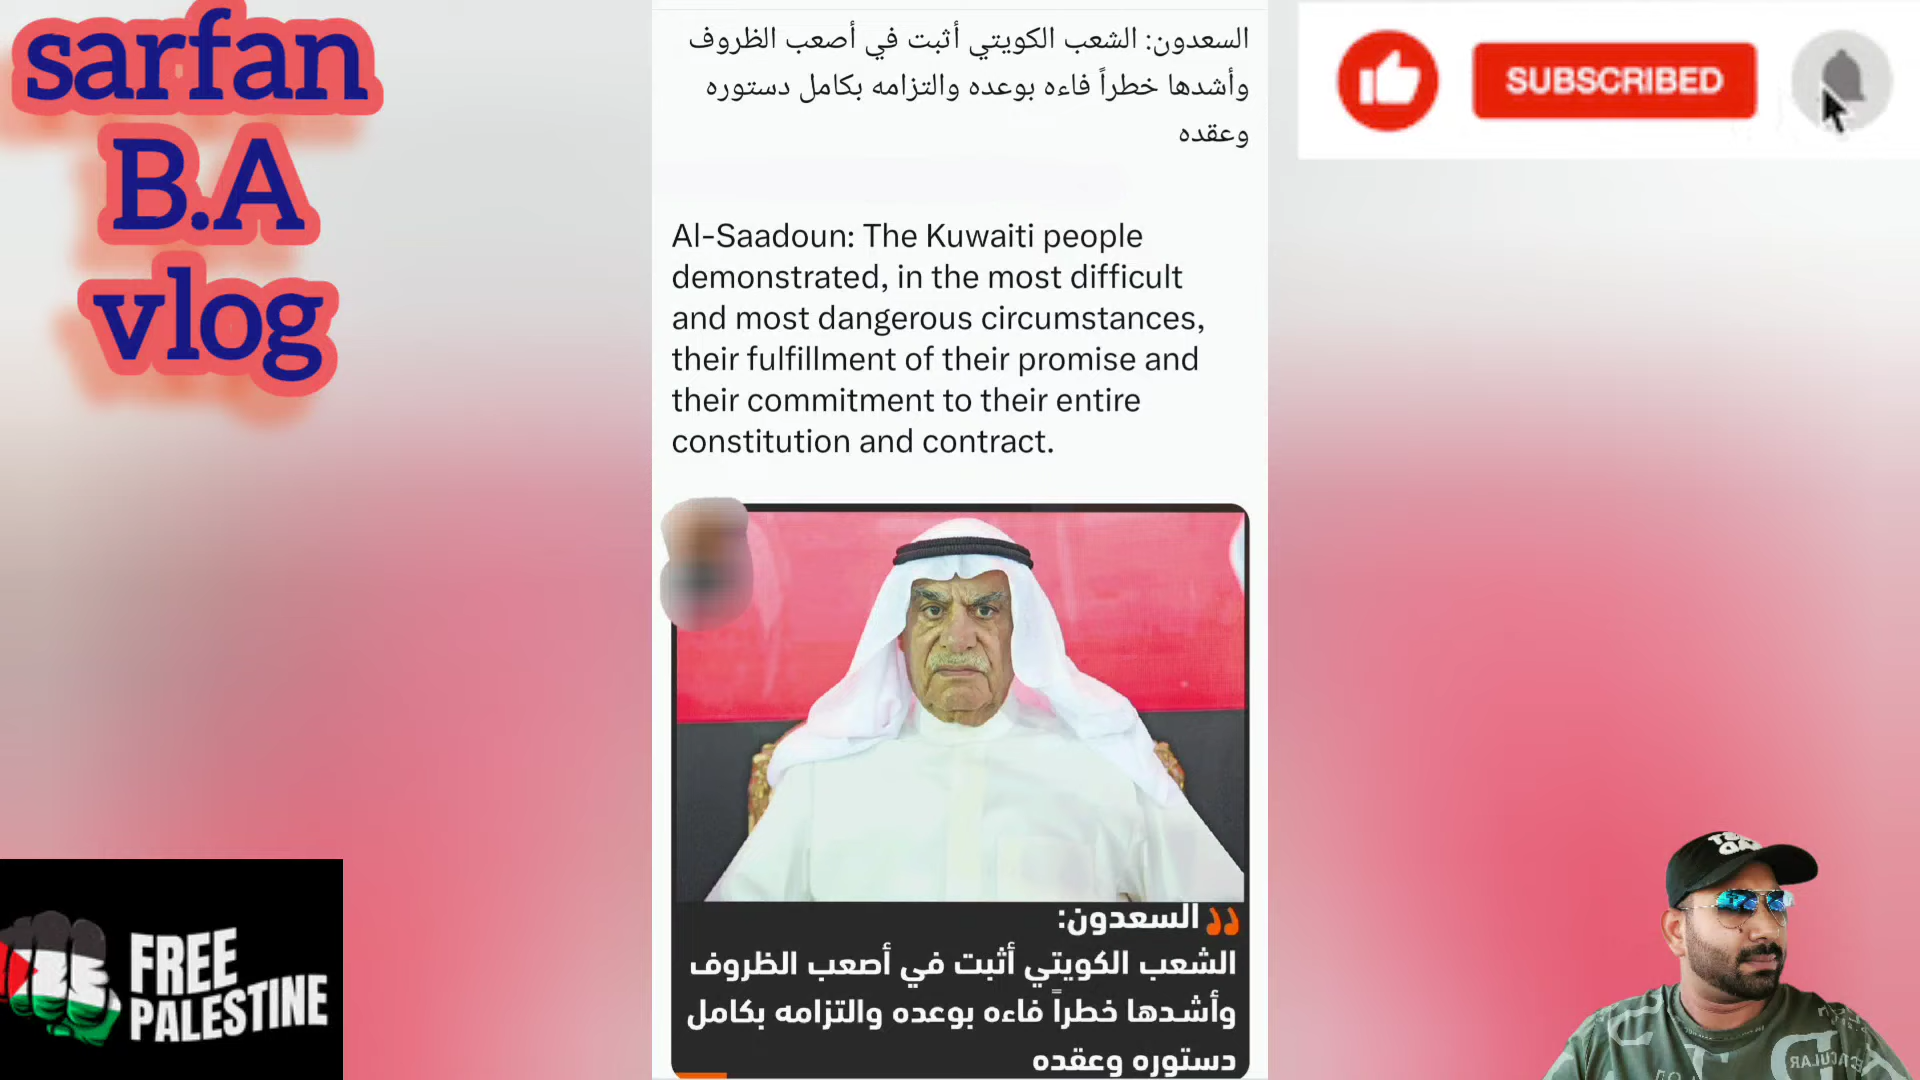 sarfan
B.A
vlog
السعدون: الشعب الكويتي أثبت في أصعب الظروف
وأشدها خطراً فاءه بوعده والتزامه بكامل دستوره
وعقده
Al-Saadoun: The Kuwaiti people
demonstrated, in the most difficult
and most dangerous circumstances,
their fulfillment of their promise and
their commitment to their entire
constitution and contract.
السعدون:
الشعب الكويتي أثبت في أصعب الظروف
وأشدها خطراً فاءه بوعده والتزامه بكامل
دستوره وعقده
SUBSCRIBED
FREE
PALESTINE